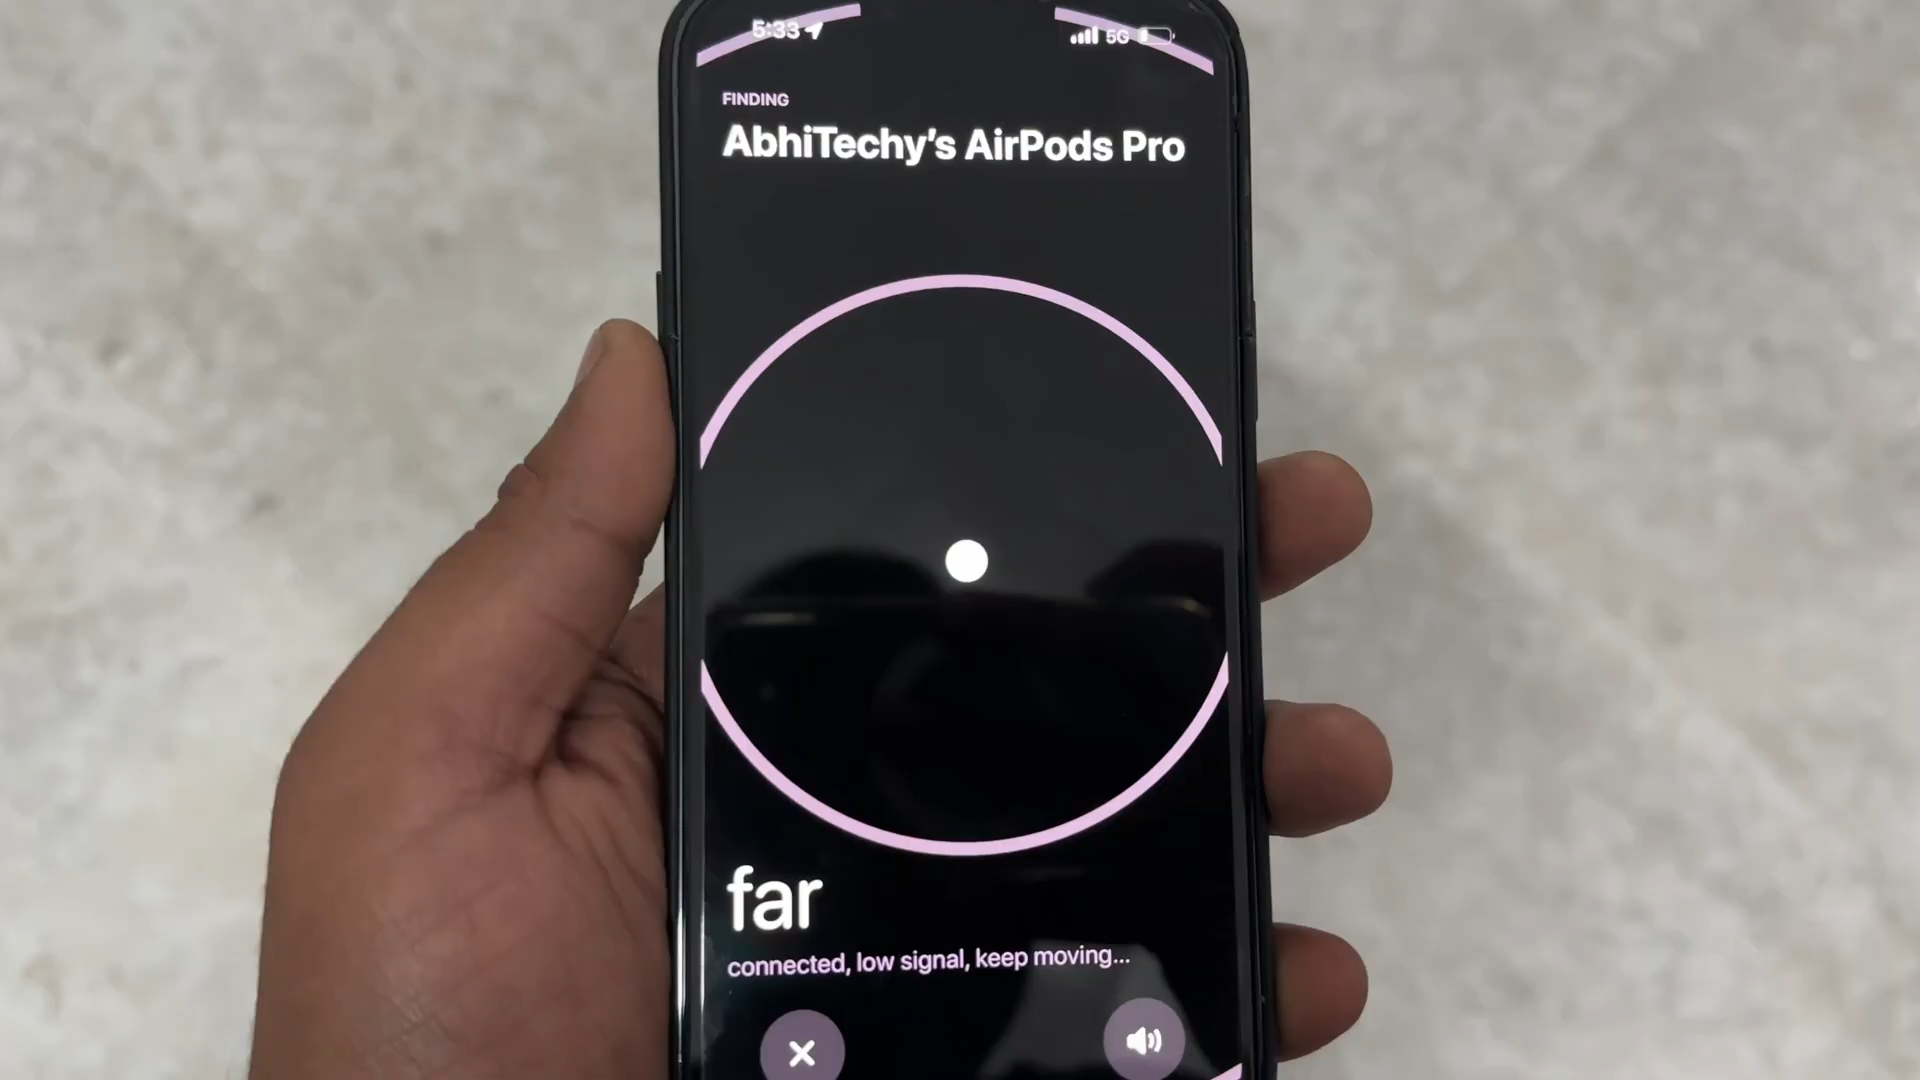 5:33
5G
FINDING
AbhiTechy's AirPods Pro
far
connected, low signal, keep moving...